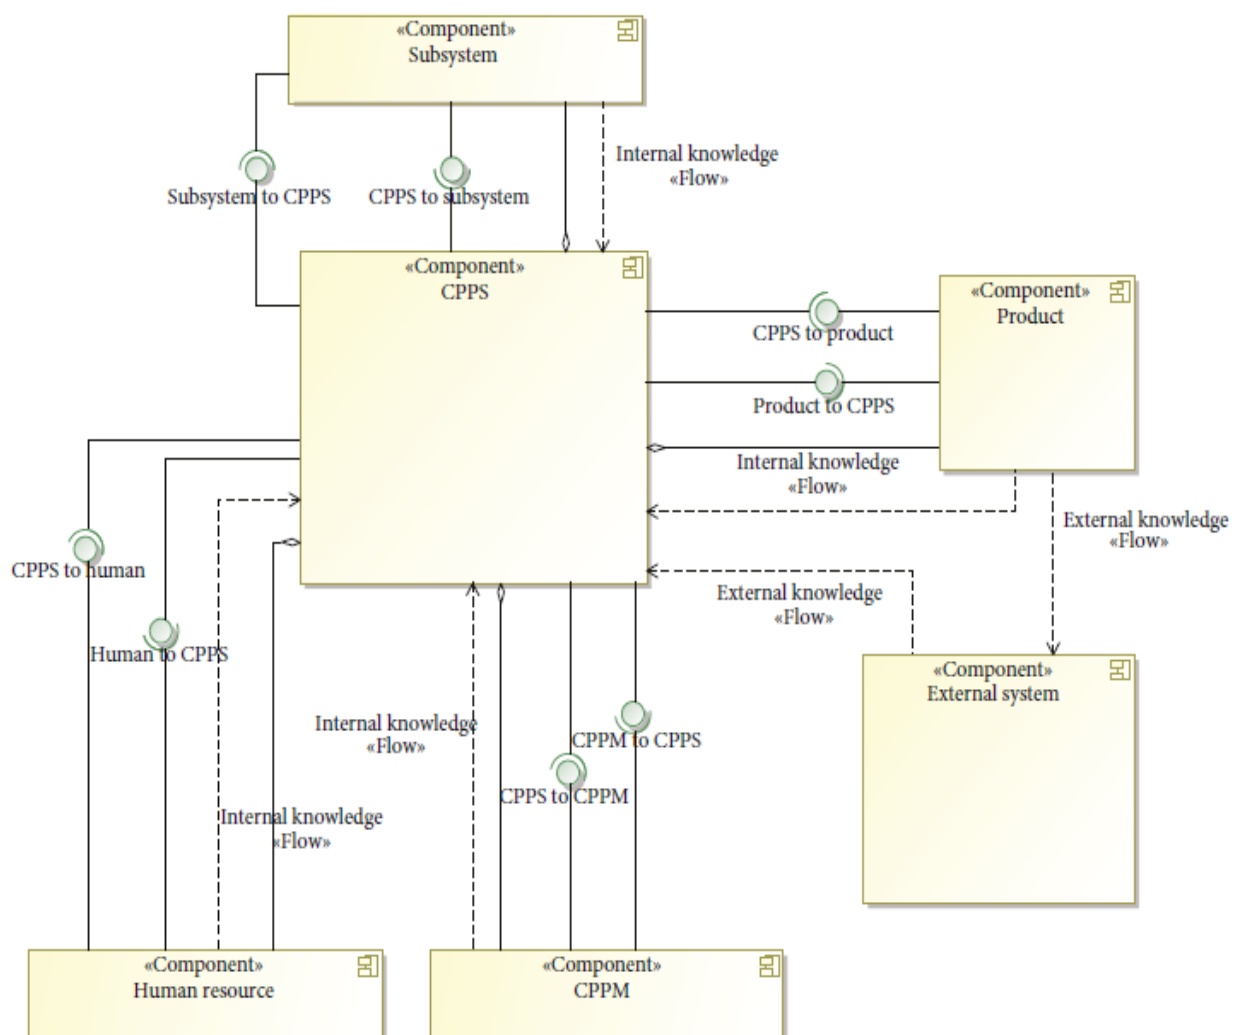 «Component»
Subsystem
Internal knowledge
«Flow»
Subsystem to CPPS
CPPS to subsystem
«Component»
CPPS
«Component»
Product
CPPS to product
Product to CPPS
Internal knowledge
«Flow»
External knowledge
«Flow»
CPPS to human
External knowledge
«Flow»
Human to CPPS
«Component»
External system
Internal knowledge
«Flow»
CPPM to CPPS
CPPS to CPPM
Internal knowledge
«Flow»
«Component»
Human resource
«Component»
CPPM